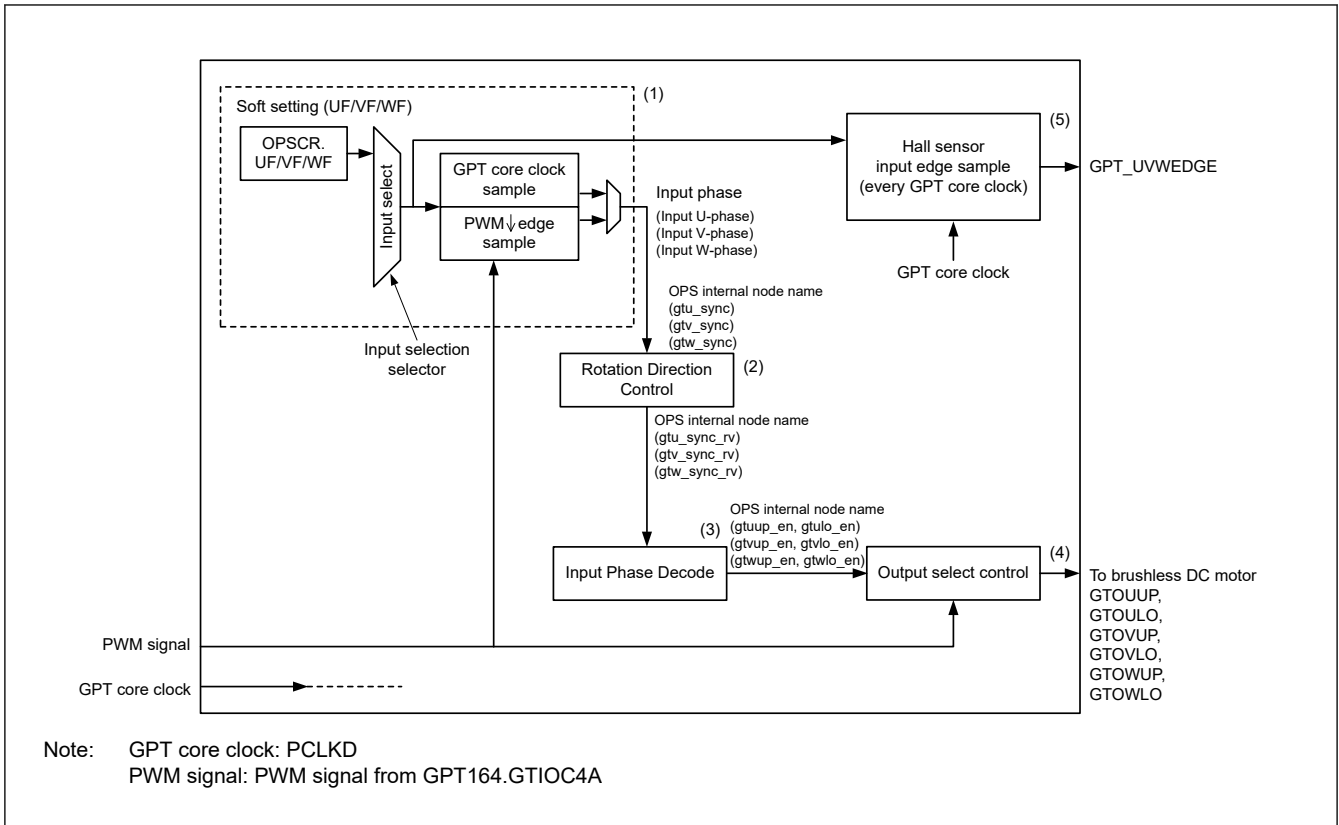 (1)
Soft setting (UF/VF/WF)
OPSCR.
UF/VF/WF
Input select
GPT core clock
sample
PWM↓edge
sample
Input phase
(Input U-phase)
(Input V-phase)
(Input W-phase)
(5)
Hall sensor
input edge sample
(every GPT core clock)
GPT_UVWEDGE
GPT core clock
Input selection
selector
OPS internal node name
(gtu_sync)
(gtv_sync)
(gtw_sync)
Rotation Direction
Control
(2)
OPS internal node name
(gtu_sync_rv)
(gtv_sync_rv)
(gtw_sync_rv)
OPS internal node name
(gtuup_en, gtulo_en)
(gtvup_en, gtvlo_en)
(gtwup_en, gtwlo_en)
(3)
Input Phase Decode
Output select control
(4)
To brushless DC motor
GTOUUP,
GTOULO,
GTOVUP,
GTOVLO,
GTOWUP,
GTOWLO
PWM signal
GPT core clock
Note: GPT core clock: PCLKD
PWM signal: PWM signal from GPT164.GTIOC4A